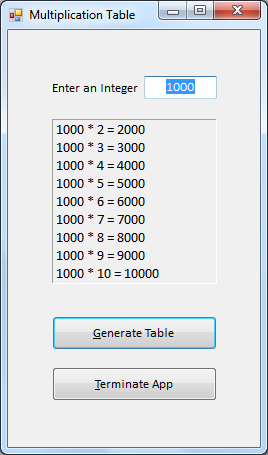 Multiplication Table
Enter an Integer 1000
1000 * 2 = 2000
1000 * 3 = 3000
1000 * 4 = 4000
1000 * 5 = 5000
1000 * 6 = 6000
1000 * 7 = 7000
1000 * 8 = 8000
1000 * 9 = 9000
1000 * 10 = 10000
Generate Table
Terminate App